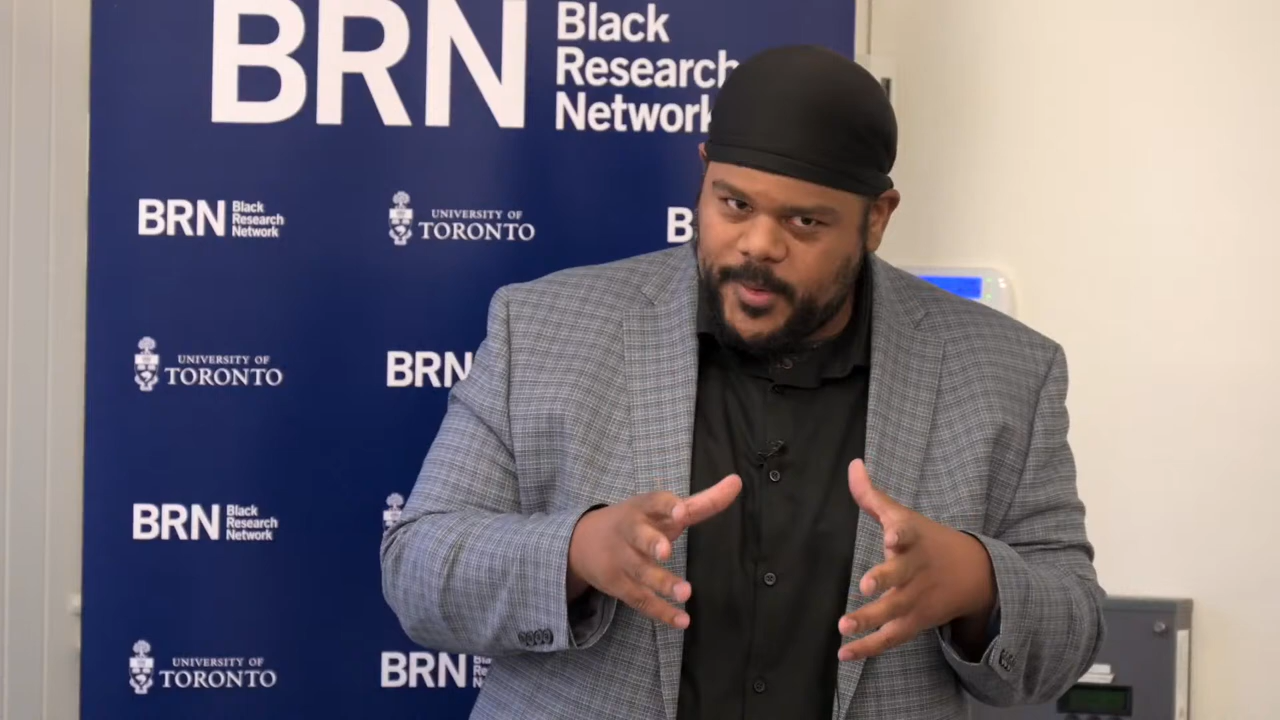 BRN
Black
Research
Network
BRN
Black
Research
Network
UNIVERSITY OF
TORONTO
B
UNIVERSITY OF
TORONTO
BRN
BRN
Black
Research
Network
UNIVERSITY OF
TORONTO
BRN